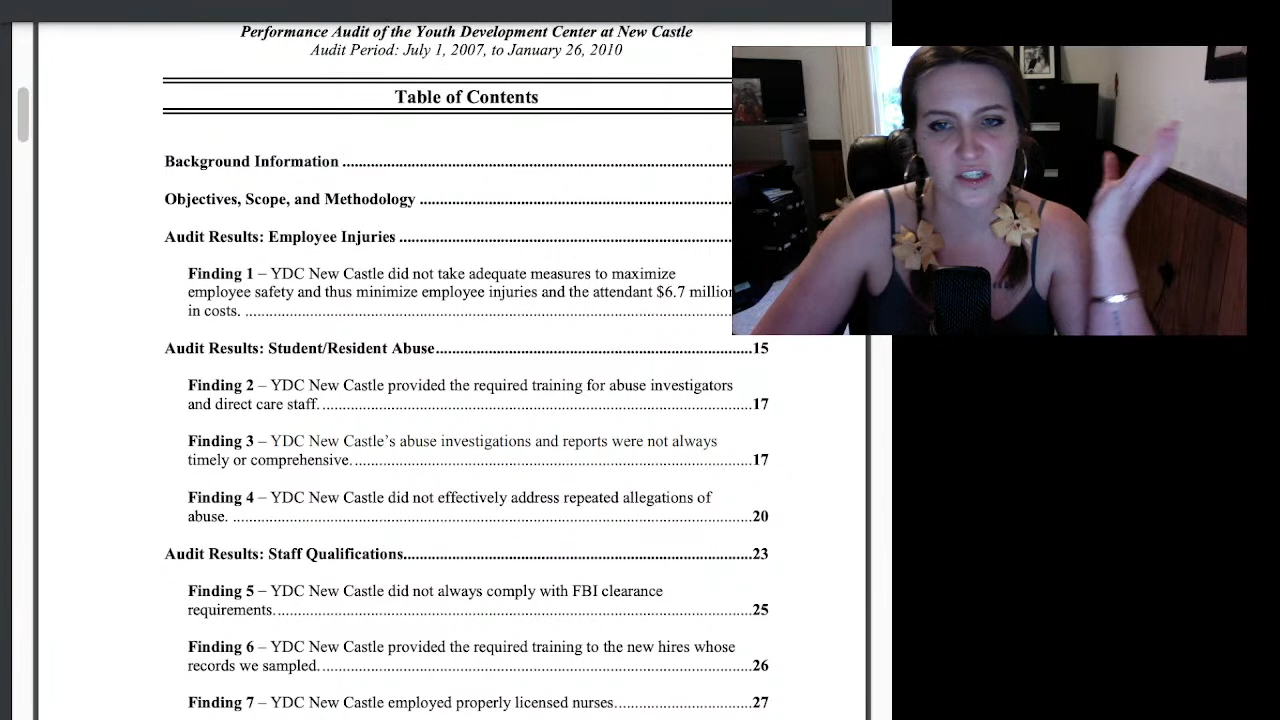 Performance Audit of the Youth Development Center at New Castle
Audit Period: July 1, 2007, to January 26, 2010
Table of Contents
Background Information ....................................................................................................
Objectives, Scope, and Methodology ..............................................................................
Audit Results: Employee Injuries ...................................................................................
Finding 1 – YDC New Castle did not take adequate measures to maximize
employee safety and thus minimize employee injuries and the attendant $6.7 million
in costs. ..............................................................................................................................
Audit Results: Student/Resident Abuse..............................................................................15
Finding 2 – YDC New Castle provided the required training for abuse investigators
and direct care staff............................................................................................................17
Finding 3 – YDC New Castle’s abuse investigations and reports were not always
timely or comprehensive....................................................................................................17
Finding 4 – YDC New Castle did not effectively address repeated allegations of
abuse. .................................................................................................................................20
Audit Results: Staff Qualifications......................................................................................23
Finding 5 – YDC New Castle did not always comply with FBI clearance
requirements.......................................................................................................................25
Finding 6 – YDC New Castle provided the required training to the new hires whose
records we sampled............................................................................................................26
Finding 7 – YDC New Castle employed properly licensed nurses...................................27